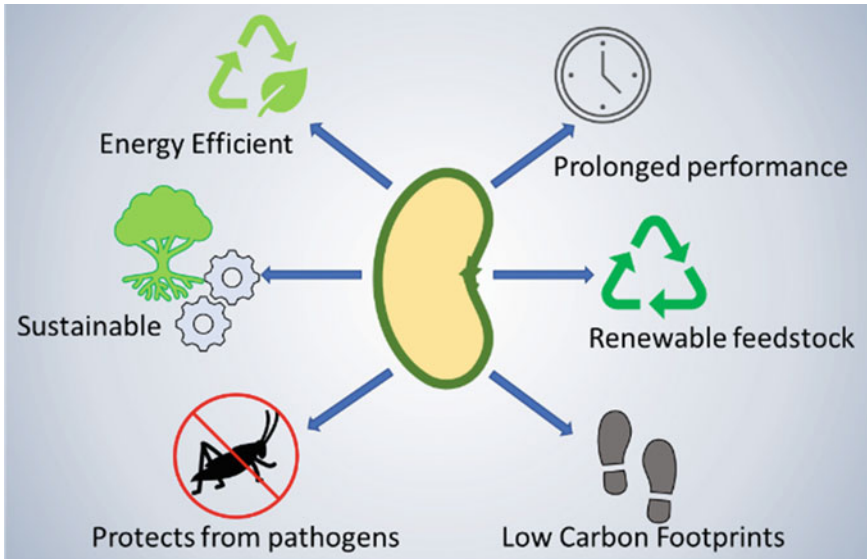 Energy Efficient
Prolonged performance
Sustainable
Renewable feedstock
Protects from pathogens
Low Carbon Footprints